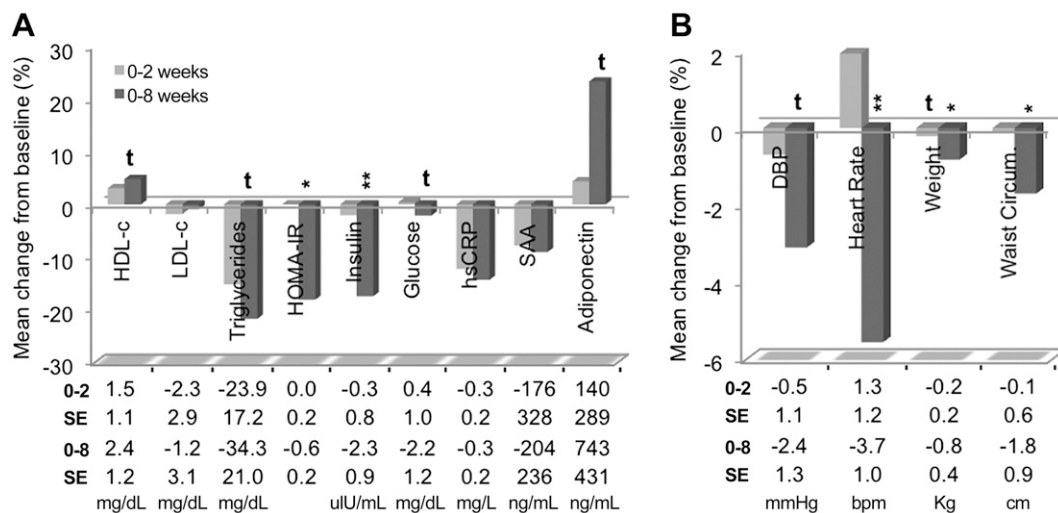 A
Mean change from baseline (%)
30
20
10
0
-10
-20
-30
0-2 weeks
0-8 weeks
t
t
*
**
t
t
HDL-c
LDL-c
Triglycerides
HOMA-IR
Insulin
Glucose
hsCRP
SAA
Adiponectin
0-2 1.5 -2.3 -23.9 0.0 -0.3 0.4 -0.3 -176 140
SE 1.1 2.9 17.2 0.2 0.8 1.0 0.2 328 289
0-8 2.4 -1.2 -34.3 -0.6 -2.3 -2.2 -0.3 -204 743
SE 1.2 3.1 21.0 0.2 0.9 1.2 0.2 236 431
mg/dL mg/dL mg/dL uIU/mL mg/dL mg/L ng/mL ng/mL
B
Mean change from baseline (%)
2
0
-2
-4
-6
t
**
t
*
*
DBP
Heart Rate
Weight
Waist Circum.
0-2 -0.5 1.3 -0.2 -0.1
SE 1.1 1.2 0.2 0.6
0-8 -2.4 -3.7 -0.8 -1.8
SE 1.3 1.0 0.4 0.9
mmHg bpm Kg cm